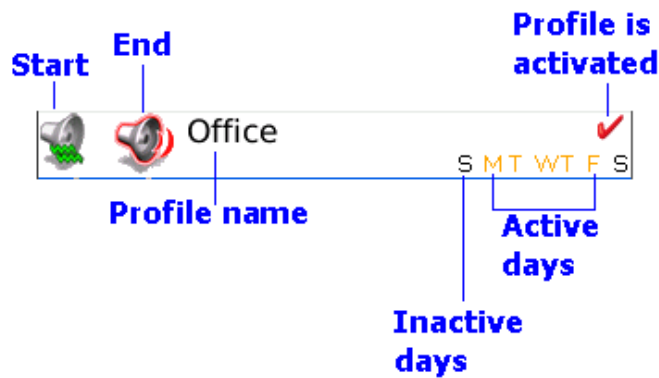 Start
End
Profile is
activated
Office
S M T W T F S
Profile name
Active
days
Inactive
days